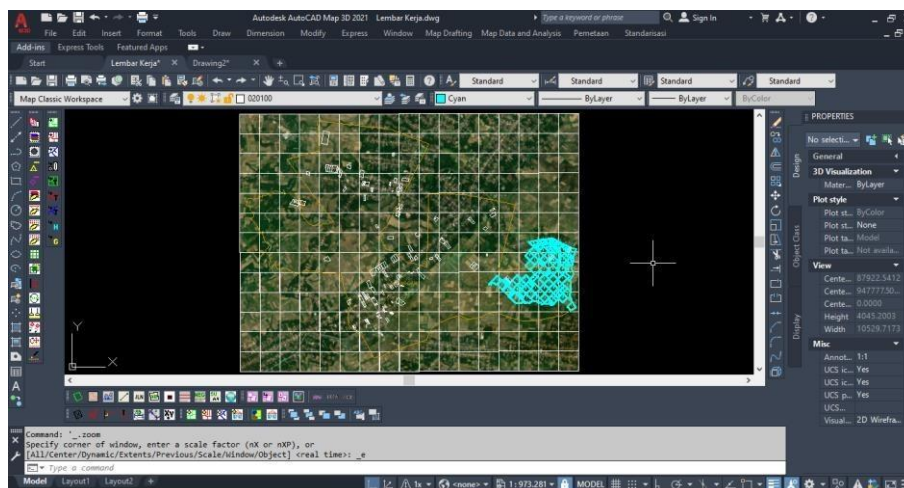 Autodesk AutoCAD Map 3D 2021 Lembar Kerja.dwg
Type a keyword or phrase
Sign In
File Edit Insert Format Tools Draw Dimension Modify Express Window Map Drafting Map Data and Analysis Pemetaan Standarisasi
Add-ins Express Tools Featured Apps
Start Lembar Kerja* Drawing2*
Standard Standard Standard Standard
Map Classic Workspace 020100 Cyan ByLayer ByLayer ByColor
PROPERTIES
No selecti...
General
3D Visualization
Mater... ByLayer
Plot style
Plot st... ByColor
Plot st... None
Plot ta... Model
Plot ta... Not availa...
View
Cente... 87922.5412
Cente... 947777.50...
Cente... 0.0000
Height 4045.2003
Width 10529.7173
Misc
Annot... 1:1
UCS ic... Yes
UCS ic... Yes
UCS p... Yes
UCS...
Visual... 2D Wirefra...
Design
Object Class
Display
Y
X
Command: '_.zoom
Specify corner of window, enter a scale factor (nX or nXP), or
[All/Center/Dynamic/Extents/Previous/Scale/Window/Object] <real time>: _e
Type a command
Model Layout1 Layout2 +
1x <none> 1:973.281 MODEL